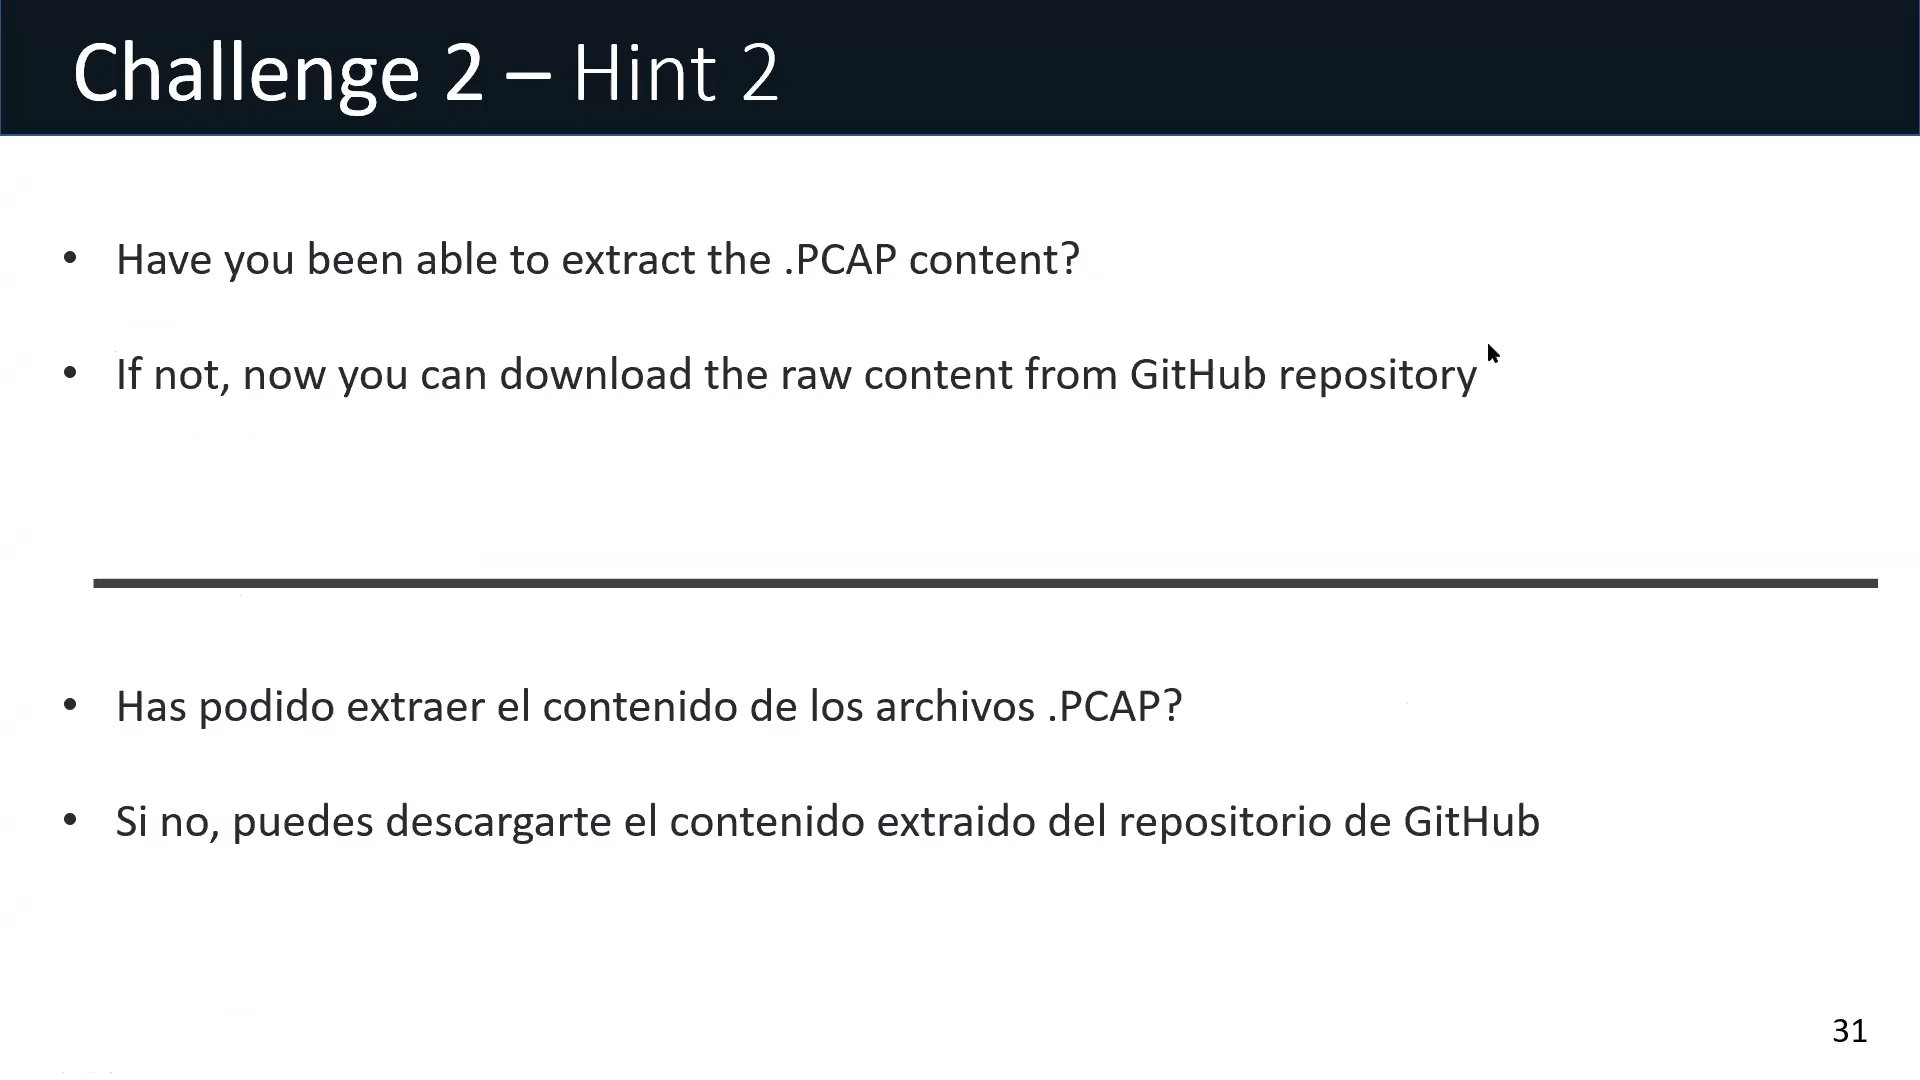 Challenge 2 – Hint 2
• Have you been able to extract the .PCAP content?
• If not, now you can download the raw content from GitHub repository
• Has podido extraer el contenido de los archivos .PCAP?
• Si no, puedes descargarte el contenido extraido del repositorio de GitHub
31